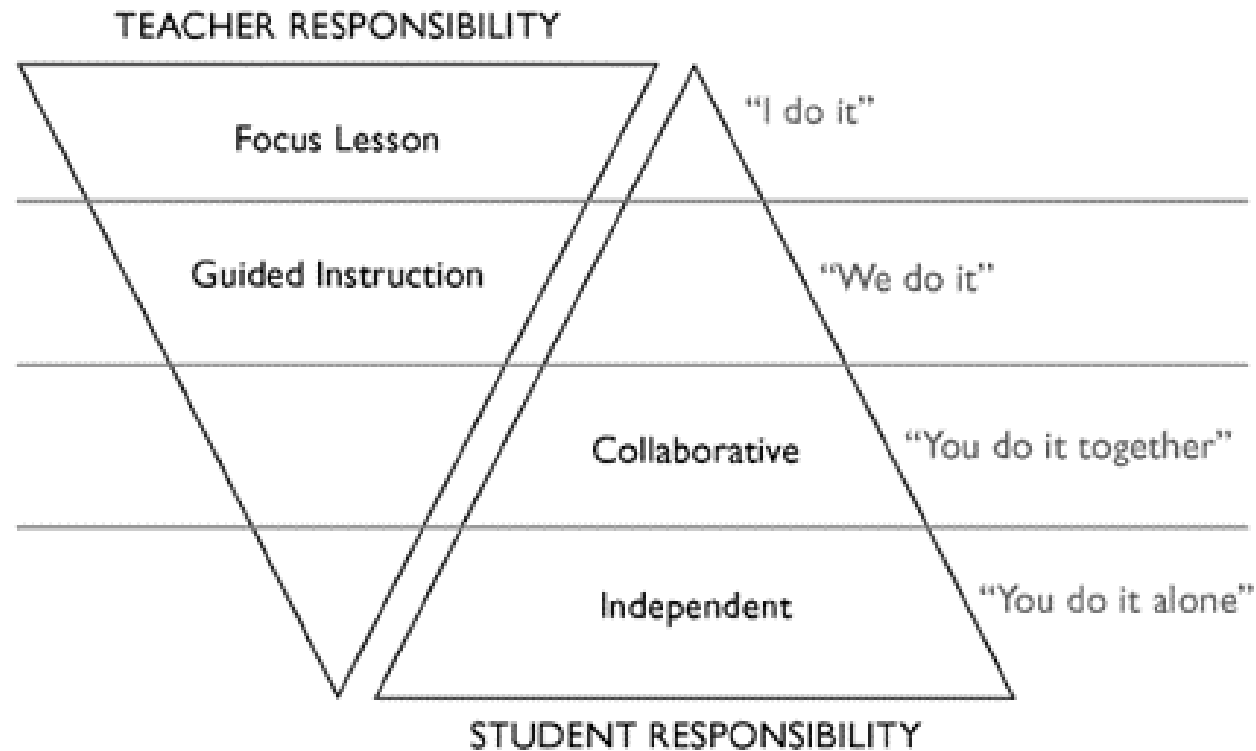 TEACHER RESPONSIBILITY
“I do it”
Focus Lesson
Guided Instruction
“We do it”
Collaborative
“You do it together”
Independent
“You do it alone”
STUDENT RESPONSIBILITY